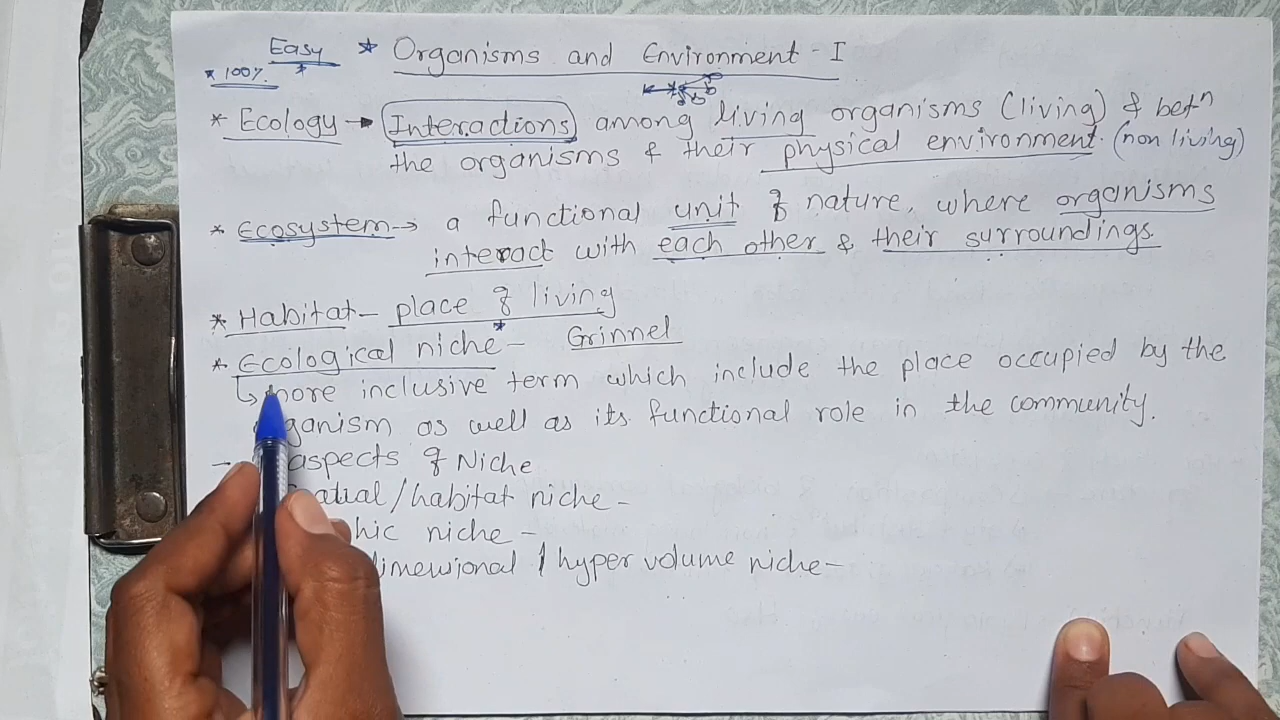 Easy * Organisms and Environment - I
* 100%.
* Ecology → Interactions among living organisms (living) & betⁿ
the organisms & their physical environment. (non living)
* Ecosystem → a functional unit of nature, where organisms
interact with each other & their surroundings.
* Habitat - place of living
* Ecological niche - Grinnel
↳ more inclusive term which include the place occupied by the
organism as well as its functional role in the community.
→ aspects of Niche
/habitat niche -
niche -
/ hyper volume niche -